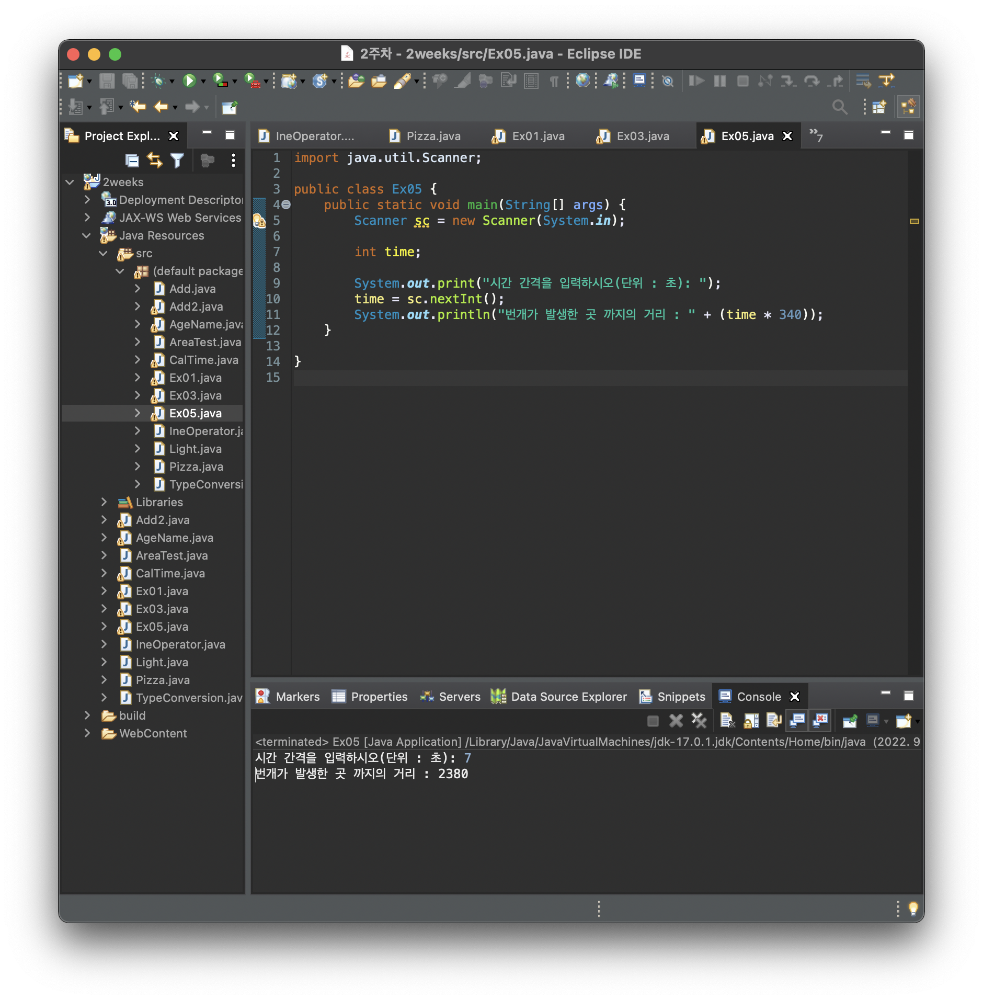 2주차 - 2weeks/src/Ex05.java - Eclipse IDE
Project Expl...
2weeks
3.0 Deployment Descriptor
JAX-WS Web Services
Java Resources
src
(default package
Add.java
Add2.java
AgeName.java
AreaTest.java
CalTime.java
Ex01.java
Ex03.java
Ex05.java
IneOperator.ja
Light.java
Pizza.java
TypeConversi
Libraries
Add2.java
AgeName.java
AreaTest.java
CalTime.java
Ex01.java
Ex03.java
Ex05.java
IneOperator.java
Light.java
Pizza.java
TypeConversion.jav
build
WebContent
IneOperator.... Pizza.java Ex01.java Ex03.java Ex05.java »7
1 import java.util.Scanner;
2
3 public class Ex05 {
4 public static void main(String[] args) {
5 Scanner sc = new Scanner(System.in);
6
7 int time;
8
9 System.out.print("시간 간격을 입력하시오(단위 : 초): ");
10 time = sc.nextInt();
11 System.out.println("번개가 발생한 곳 까지의 거리 : " + (time * 340));
12 }
13
14 }
15
Markers Properties Servers Data Source Explorer Snippets Console
<terminated> Ex05 [Java Application] /Library/Java/JavaVirtualMachines/jdk-17.0.1.jdk/Contents/Home/bin/java (2022. 9
시간 간격을 입력하시오(단위 : 초): 7
번개가 발생한 곳 까지의 거리 : 2380